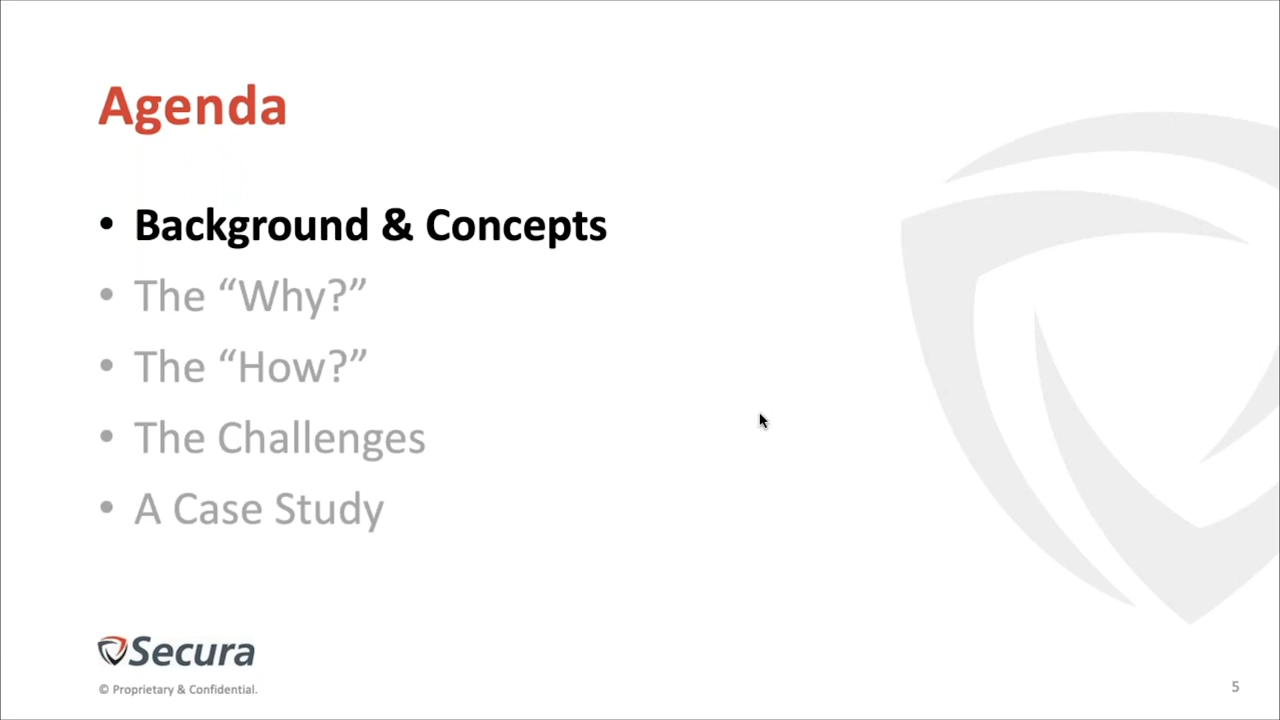 Agenda
• Background & Concepts
• The “Why?”
• The “How?”
• The Challenges
• A Case Study
Secura
© Proprietary & Confidential.
5